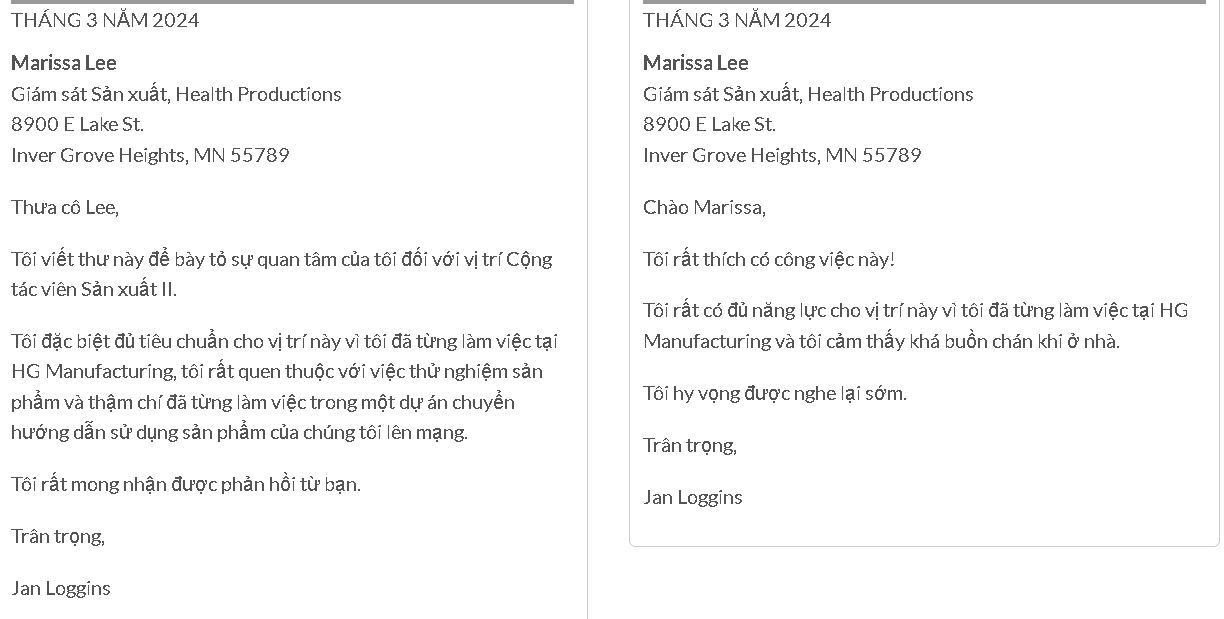 THÁNG 3 NĂM 2024
Marissa Lee
Giám sát Sản xuất, Health Productions
8900 E Lake St.
Inver Grove Heights, MN 55789
Thưa cô Lee,
Tôi viết thư này để bày tỏ sự quan tâm của tôi đối với vị trí Cộng
tác viên Sản xuất II.
Tôi đặc biệt đủ tiêu chuẩn cho vị trí này vì tôi đã từng làm việc tại
HG Manufacturing, tôi rất quen thuộc với việc thử nghiệm sản
phẩm và thậm chí đã từng làm việc trong một dự án chuyển
hướng dẫn sử dụng sản phẩm của chúng tôi lên mạng.
Tôi rất mong nhận được phản hồi từ bạn.
Trân trọng,
Jan Loggins
THÁNG 3 NĂM 2024
Marissa Lee
Giám sát Sản xuất, Health Productions
8900 E Lake St.
Inver Grove Heights, MN 55789
Chào Marissa,
Tôi rất thích có công việc này!
Tôi rất có đủ năng lực cho vị trí này vì tôi đã từng làm việc tại HG
Manufacturing và tôi cảm thấy khá buồn chán khi ở nhà.
Tôi hy vọng được nghe lại sớm.
Trân trọng,
Jan Loggins